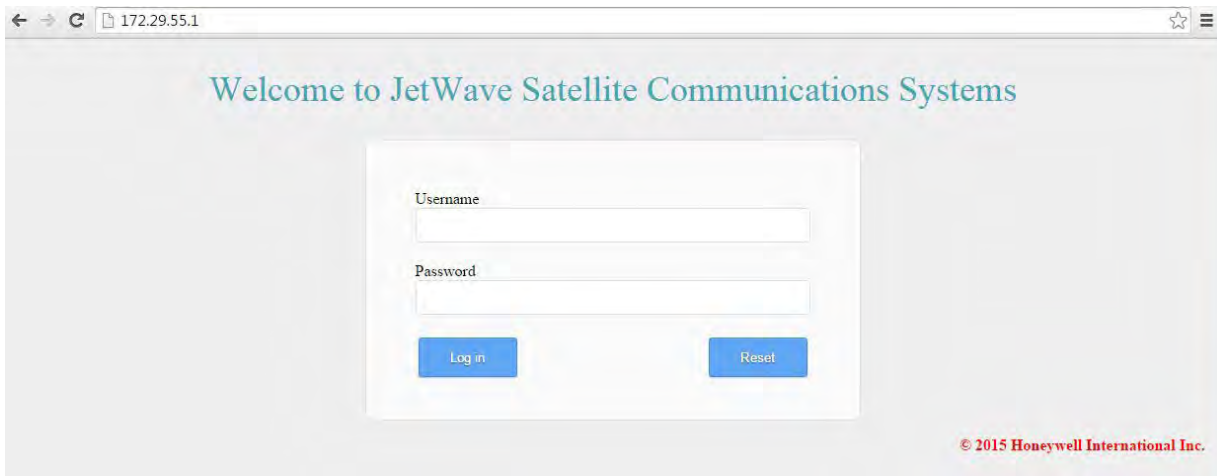 172.29.55.1
Welcome to JetWave Satellite Communications Systems
Username
Password
Log in Reset
© 2015 Honeywell International Inc.